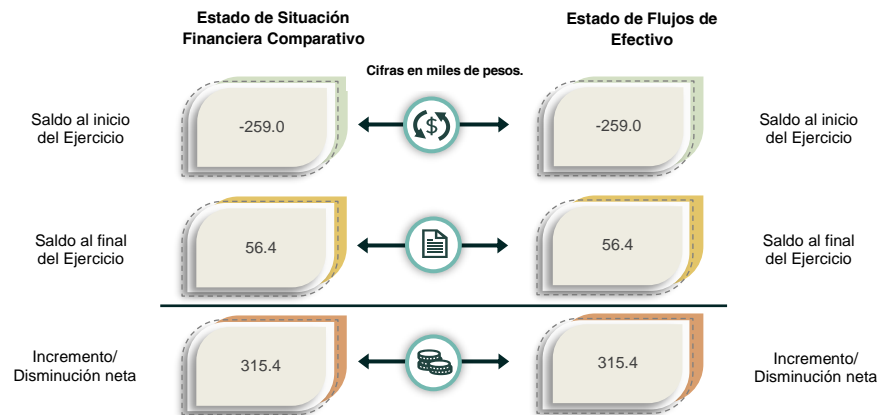 Estado de Situación
Financiera Comparativo
Estado de Flujos de
Efectivo
Cifras en miles de pesos.
Saldo al inicio
del Ejercicio
-259.0
$
-259.0
Saldo al inicio
del Ejercicio
Saldo al final
del Ejercicio
56.4
56.4
Saldo al final
del Ejercicio
Incremento/
Disminución neta
315.4
315.4
Incremento/
Disminución neta